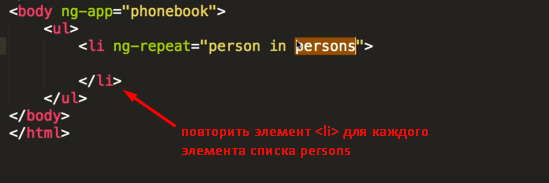 <body ng-app="phonebook">
<ul>
<li ng-repeat="person in persons">
</li>
</ul>
</body>
</html>
повторить элемент <li> для каждого
элемента списка persons